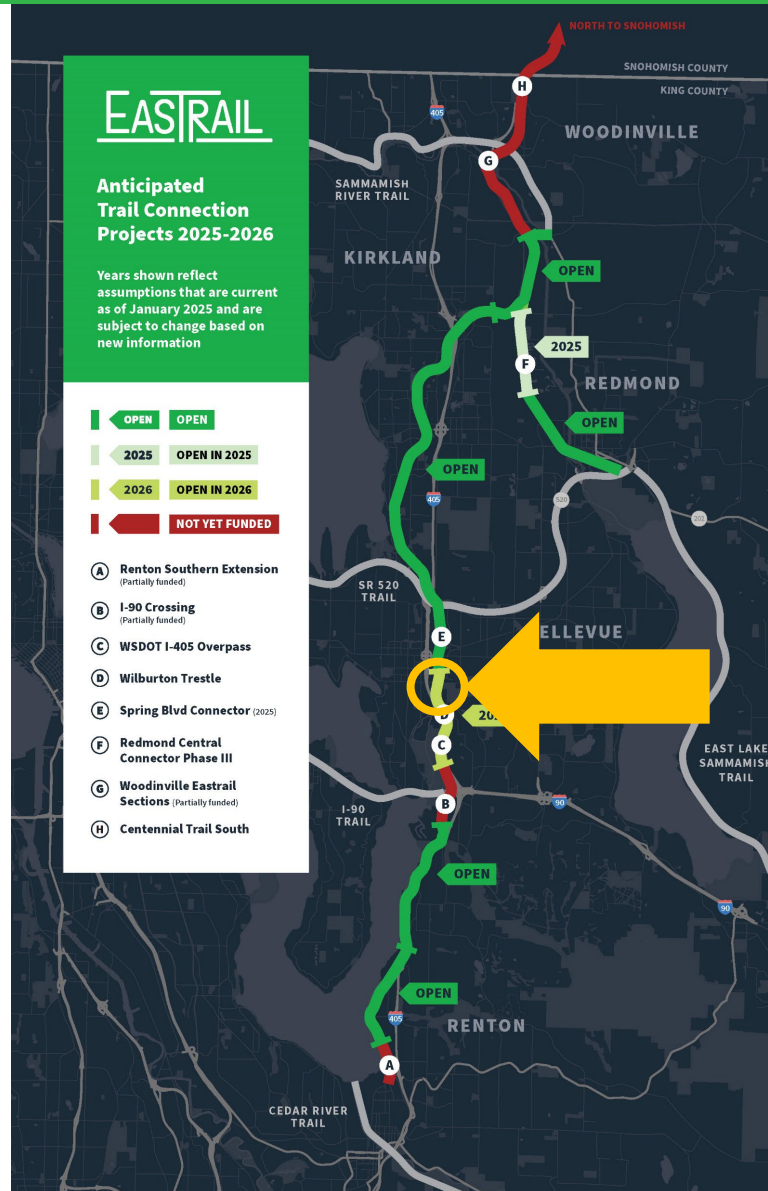 NORTH TO SNOHOMISH
SNOHOMISH COUNTY
KING COUNTY
EASTRAIL
Anticipated
Trail Connection
Projects 2025-2026
Years shown reflect
assumptions that are current
as of January 2025 and are
subject to change based on
new information
OPEN OPEN
2025 OPEN IN 2025
2026 OPEN IN 2026
NOT YET FUNDED
A Renton Southern Extension
(Partially funded)
B I-90 Crossing
(Partially funded)
C WSDOT I-405 Overpass
D Wilburton Trestle
E Spring Blvd Connector (2025)
F Redmond Central
Connector Phase III
G Woodinville Eastrail
Sections (Partially funded)
H Centennial Trail South
H
405
WOODINVILLE
G
SAMMAMISH
RIVER TRAIL
KIRKLAND
OPEN
2025
F
REDMOND
OPEN
OPEN
405
520
202
SR 520
TRAIL
E
ELLEVUE
D
20
C
EAST LAKE
SAMMAMISH
TRAIL
B
90
I-90
TRAIL
OPEN
90
OPEN
405
RENTON
A
CEDAR RIVER
TRAIL